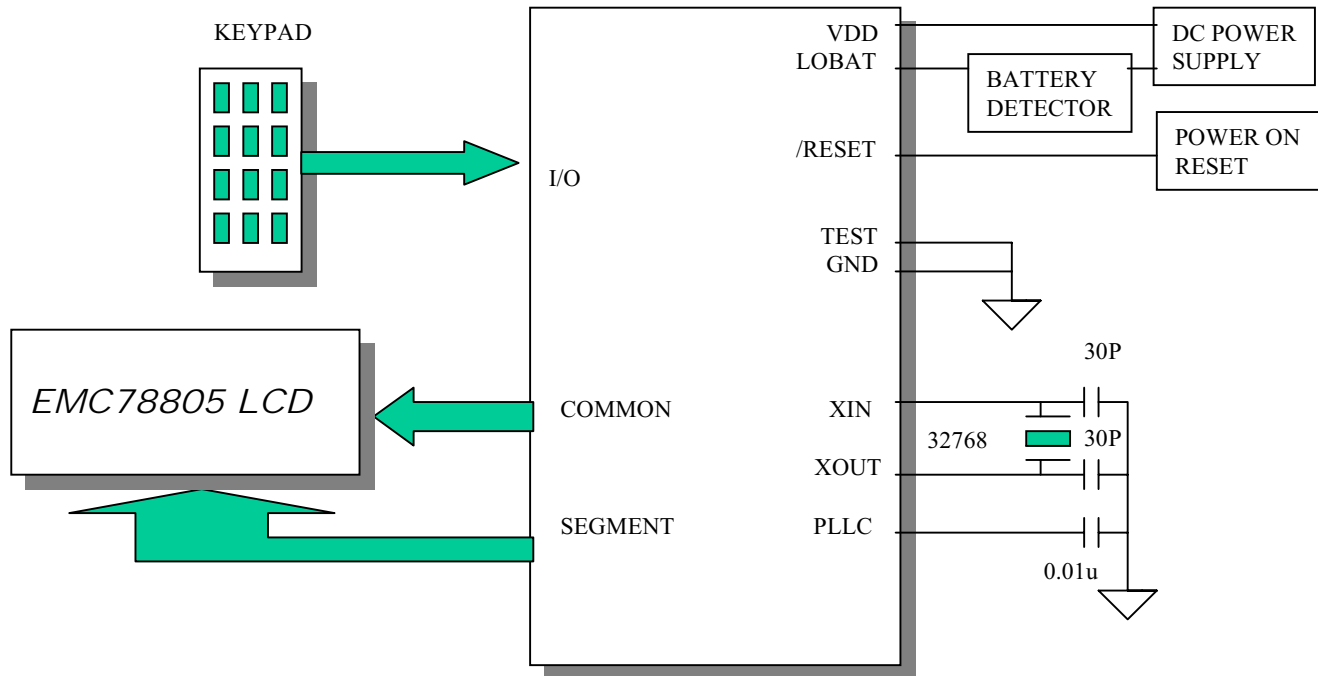 KEYPAD
VDD
DC POWER
SUPPLY
LOBAT
BATTERY
DETECTOR
/RESET
POWER ON
RESET
I/O
TEST
GND
30P
EMC78805 LCD
COMMON
XIN
32768
30P
XOUT
SEGMENT
PLLC
0.01u